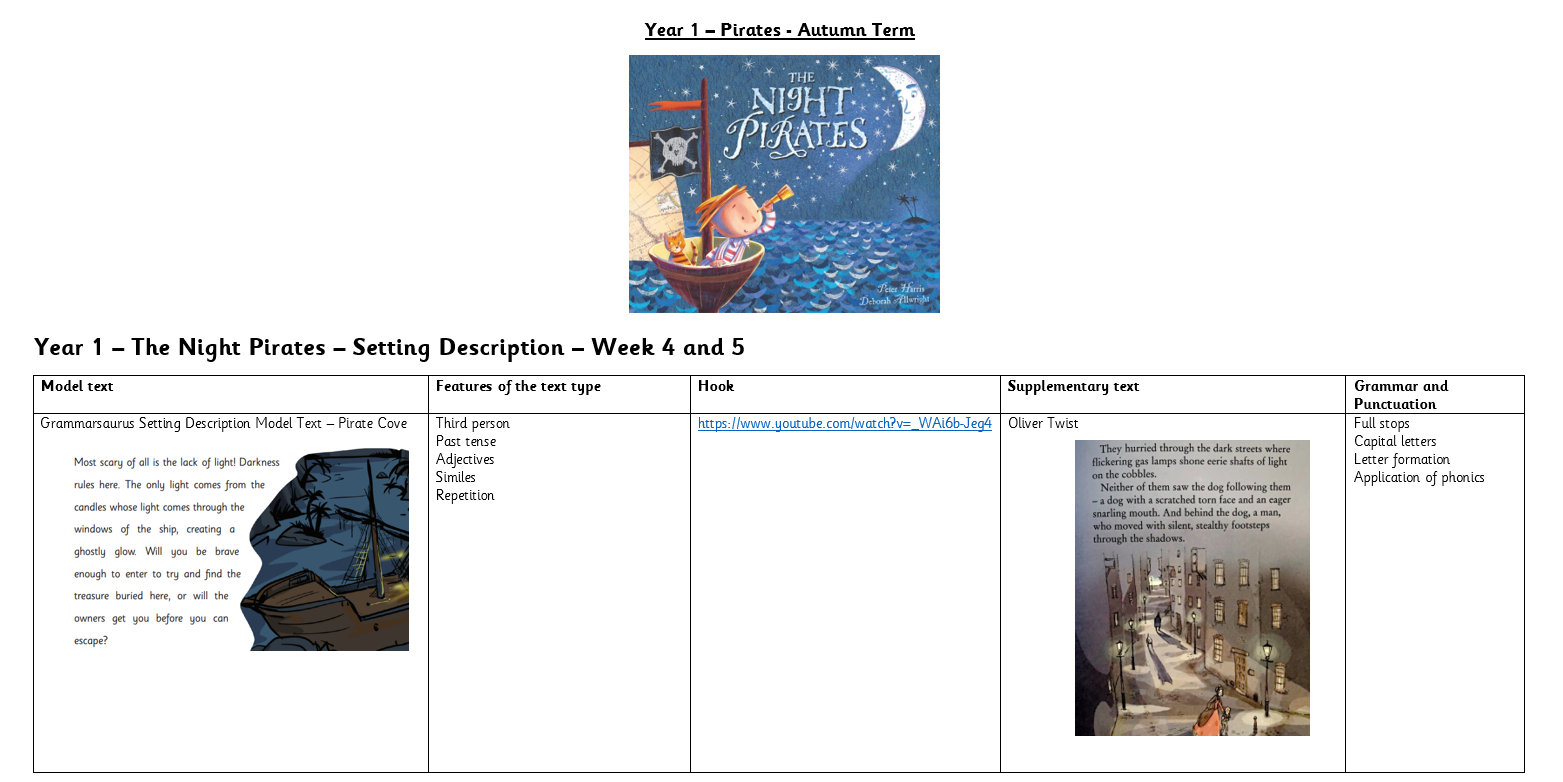 Year 1 – Pirates - Autumn Term
THE
NIGHT
PIRATES
Peter Harris
Deborah Allwright
Year 1 – The Night Pirates – Setting Description – Week 4 and 5
Model text
Features of the text type
Hook
Supplementary text
Grammar and
Punctuation
Grammarsaurus Setting Description Model Text – Pirate Cove
Most scary of all is the lack of light! Darkness
rules here. The only light comes from the
candles whose light comes through the
windows of the ship, creating a
ghostly glow. Will you be brave
enough to enter to try and find the
treasure buried here, or will the
owners get you before you can
escape?
Third person
Past tense
Adjectives
Similes
Repetition
https://www.youtube.com/watch?v=_WAi6b-Jeg4
Oliver Twist
They hurried through the dark streets where
flickering gas lamps shone eerie shafts of light
on the cobbles.
Neither of them saw the dog following them
– a dog with a scratched torn face and an eager
snarling mouth. And behind the dog, a man,
who moved with silent, stealthy footsteps
through the shadows.
Full stops
Capital letters
Letter formation
Application of phonics